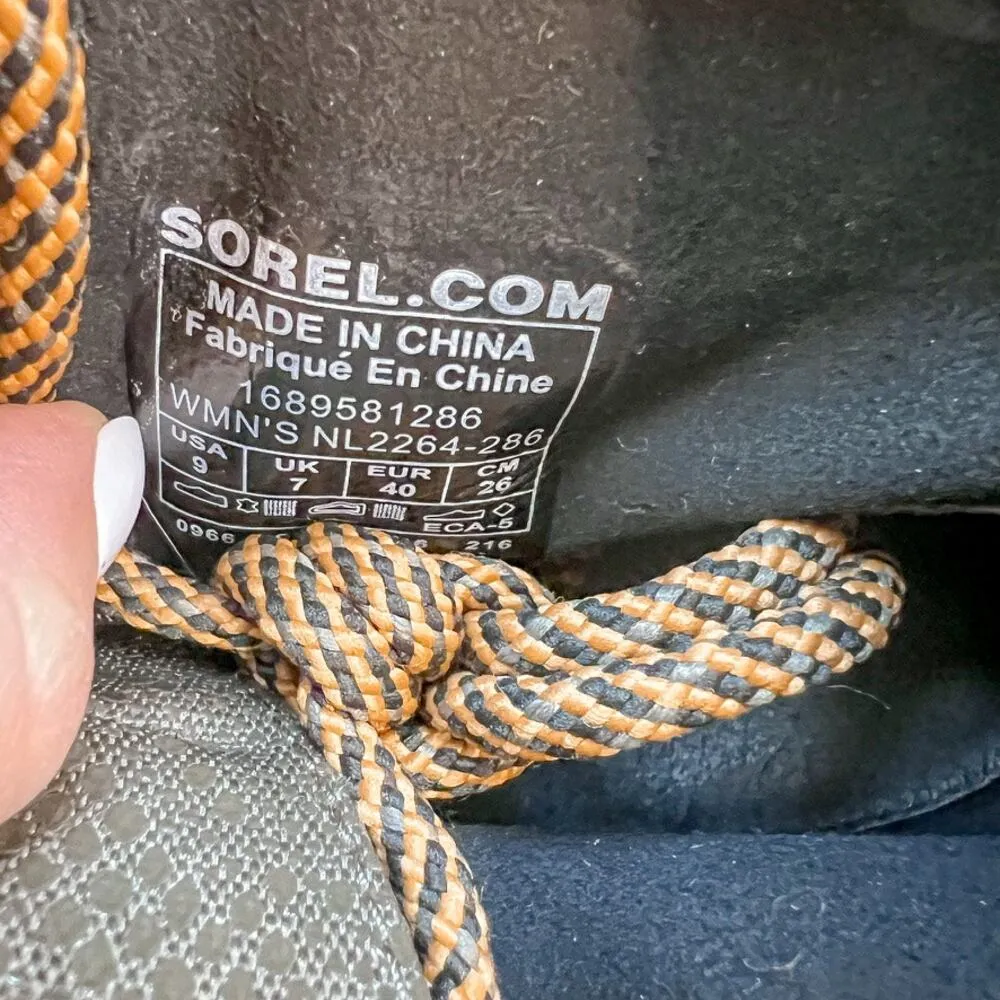 SOREL.COM
MADE IN CHINA
Fabriqué En Chine
1689581286
WMN'S NL2264-286
USA UK EUR CM
9 7 40 26
ECA-5
0966 216